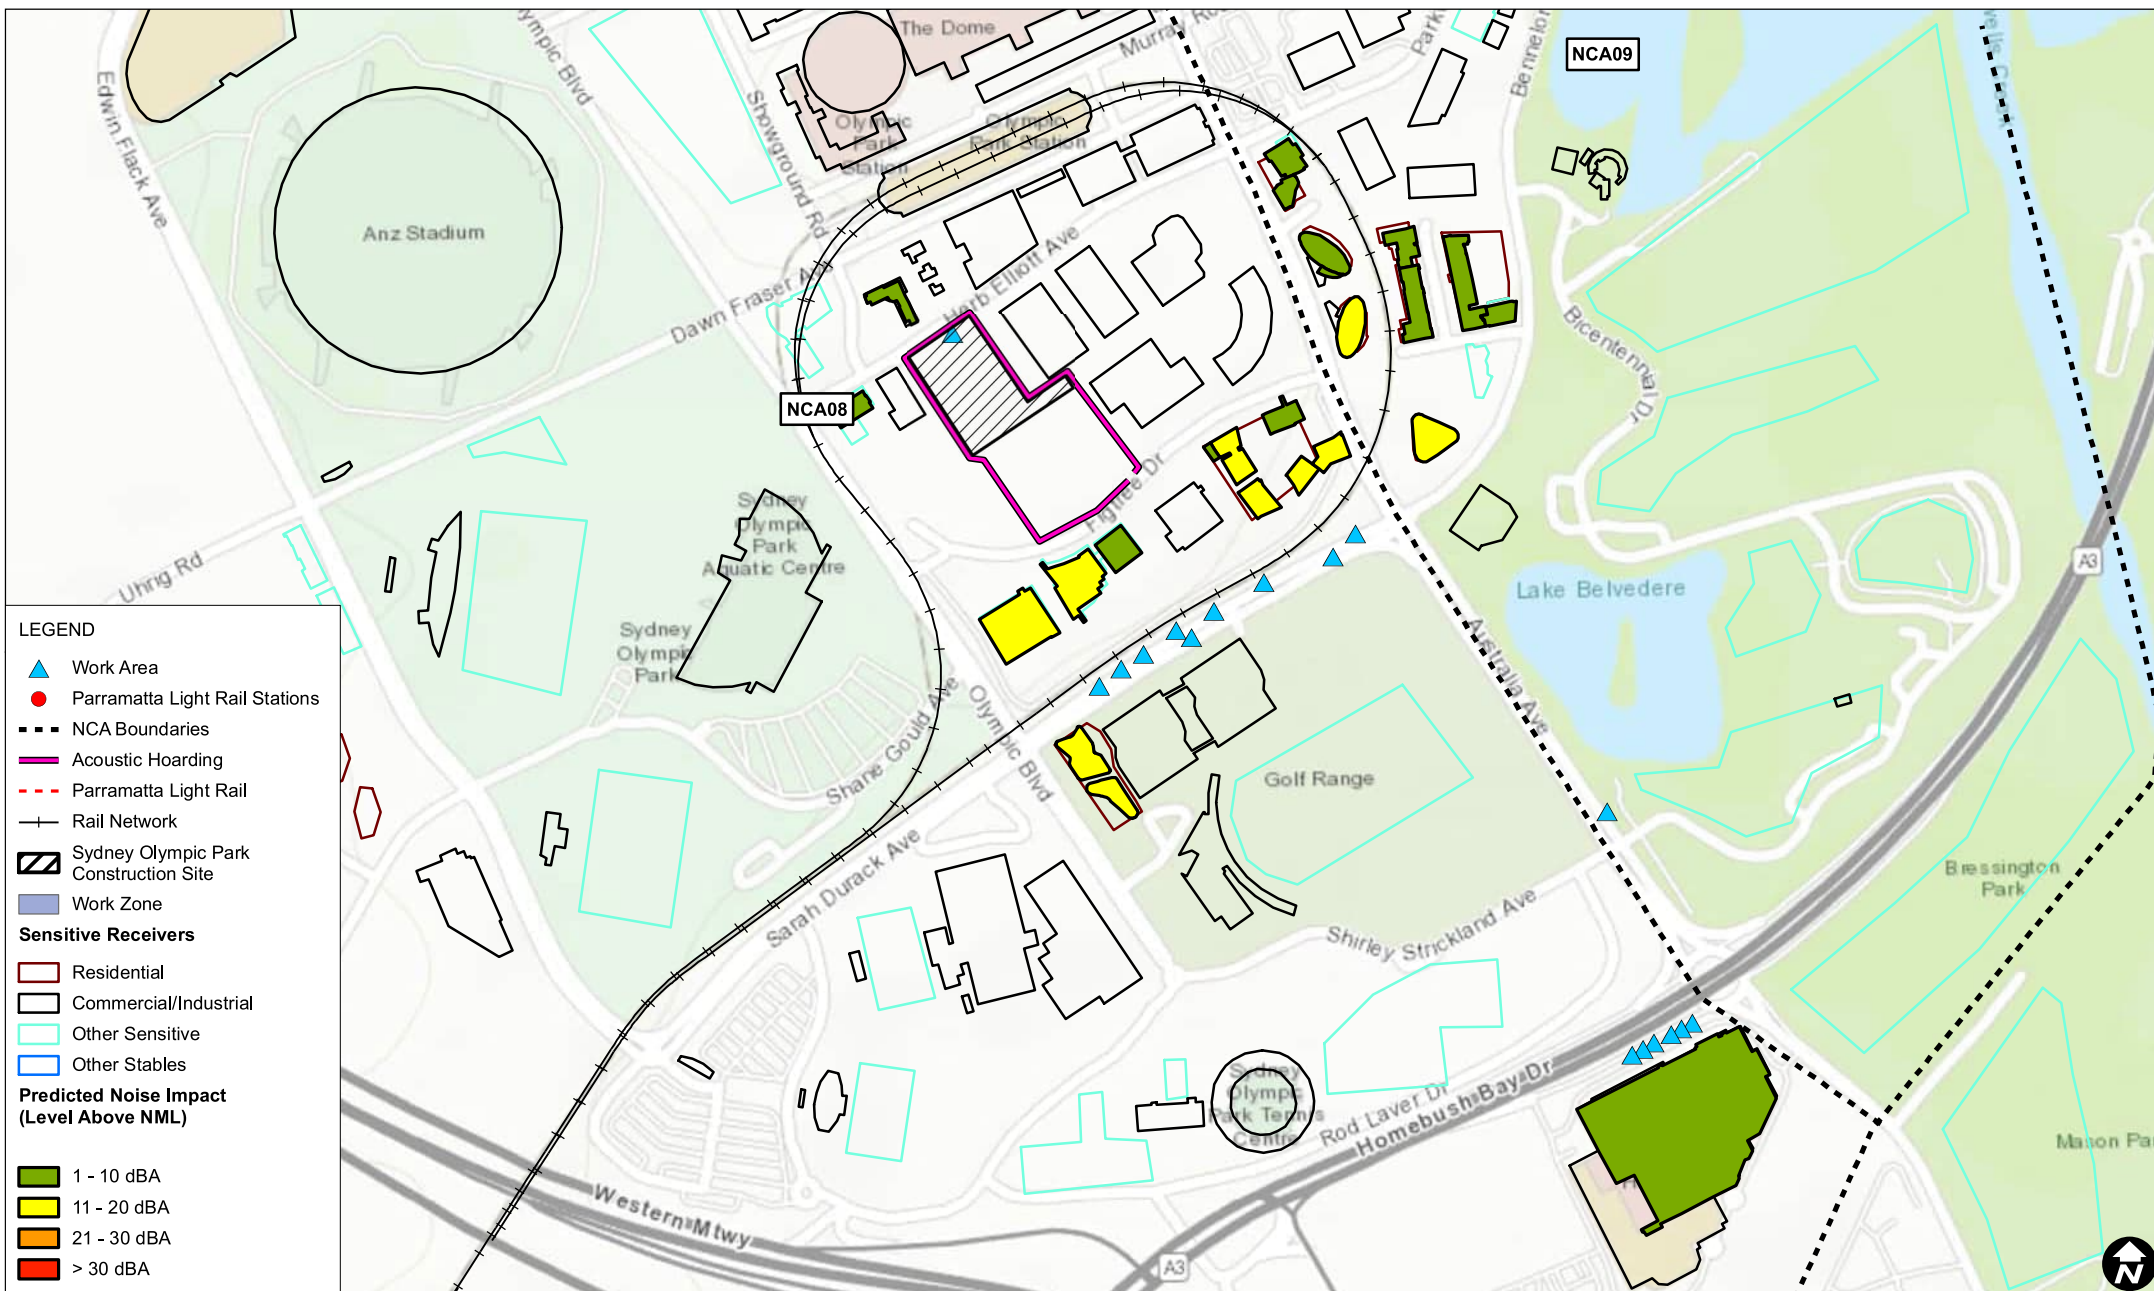 The Dome
Murray
NCA09
Olympic Blvd
Edwin Flack Ave
Showground Rd
Olympic
Park
Station
Olympic
Park Station
Anz Stadium
Dawn Fraser Ave
Herb Elliott Ave
Bicentennial Dr
NCA08
Figtree Dr
Sydney
Olympic
Park
Aquatic Centre
Uhrig Rd
A3
Lake Belvedere
Sydney
Olympic
Park
Australia Ave
Shane Gould Ave
Olympic Blvd
Golf Range
Bressington
Park
Sarah Durack Ave
Shirley Strickland Ave
Sydney
Olympic
Park Tennis
Centre
Rod Laver Dr
Homebush Bay Dr
Western Mtwy
A3
N
LEGEND
Work Area
Parramatta Light Rail Stations
NCA Boundaries
Acoustic Hoarding
Parramatta Light Rail
Rail Network
Sydney Olympic Park
Construction Site
Work Zone
Sensitive Receivers
Residential
Commercial/Industrial
Other Sensitive
Other Stables
Predicted Noise Impact
(Level Above NML)
1 - 10 dBA
11 - 20 dBA
21 - 30 dBA
> 30 dBA